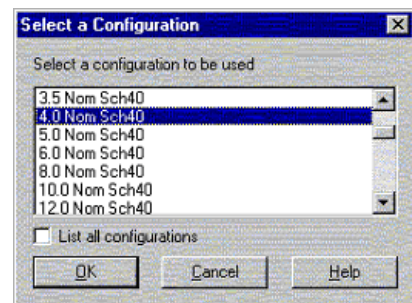 Select a Configuration
Select a configuration to be used
3.5 Nom Sch40
4.0 Nom Sch40
5.0 Nom Sch40
6.0 Nom Sch40
8.0 Nom Sch40
10.0 Nom Sch40
12.0 Nom Sch40
List all configurations
OK Cancel Help